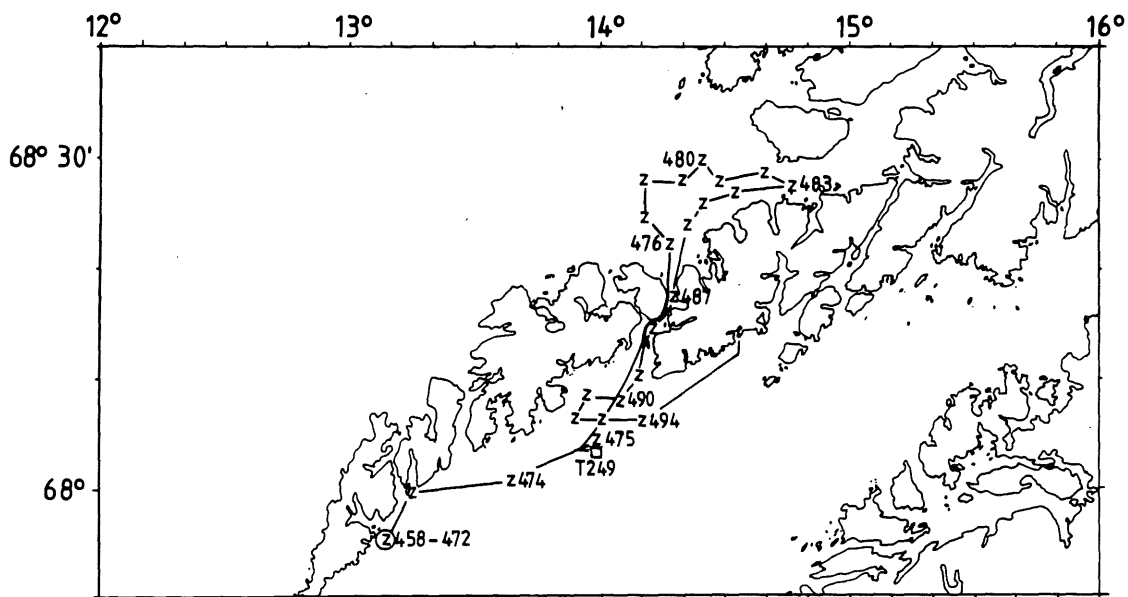 12° 13° 14° 15° 16°
68° 30'
z 480
z z z z
z 483
z z
z z
476 z
z 487
z
z z 490
z z z 494
z 475
T249
z 474
68°
z
z 458-472